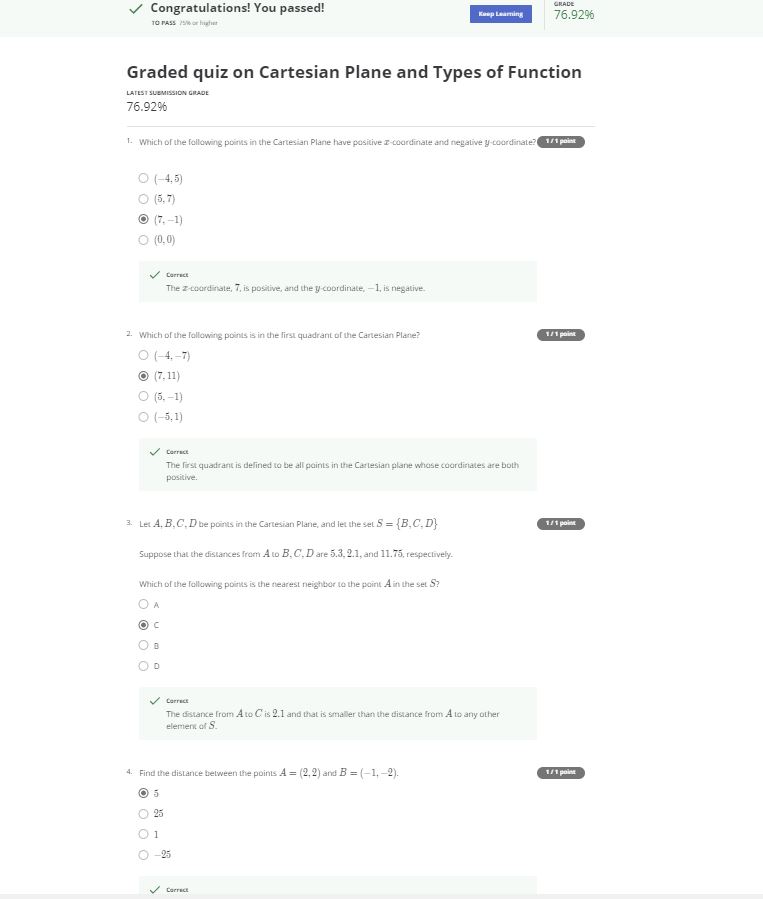 Congratulations! You passed!
TO PASS 75% or higher
Keep Learning
GRADE
76.92%
Graded quiz on Cartesian Plane and Types of Function
LATEST SUBMISSION GRADE
76.92%
1. Which of the following points in the Cartesian Plane have positive x-coordinate and negative y-coordinate? 1 / 1 point
(−4, 5)
(5, 7)
(7, −1)
(0, 0)
Correct
The x-coordinate, 7, is positive, and the y-coordinate, −1, is negative.
2. Which of the following points is in the first quadrant of the Cartesian Plane? 1 / 1 point
(−4, −7)
(7, 11)
(5, −1)
(−5, 1)
Correct
The first quadrant is defined to be all points in the Cartesian plane whose coordinates are both
positive.
3. Let A, B, C, D be points in the Cartesian Plane, and let the set S = {B, C, D} 1 / 1 point
Suppose that the distances from A to B, C, D are 5.3, 2.1, and 11.75, respectively.
Which of the following points is the nearest neighbor to the point A in the set S?
A
C
B
D
Correct
The distance from A to C is 2.1 and that is smaller than the distance from A to any other
element of S.
4. Find the distance between the points A = (2, 2) and B = (−1, −2). 1 / 1 point
5
25
1
−25
Correct